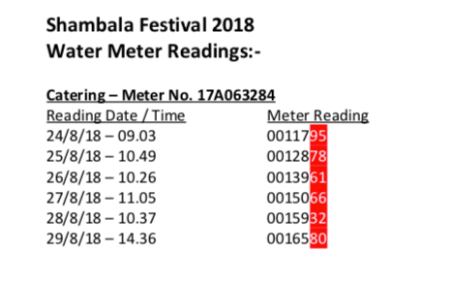 Shambala Festival 2018
Water Meter Readings:-
Catering – Meter No. 17A063284
Reading Date / Time Meter Reading
24/8/18 – 09.03 0011795
25/8/18 – 10.49 0012878
26/8/18 – 10.26 0013961
27/8/18 – 11.05 0015066
28/8/18 – 10.37 0015932
29/8/18 – 14.36 0016580